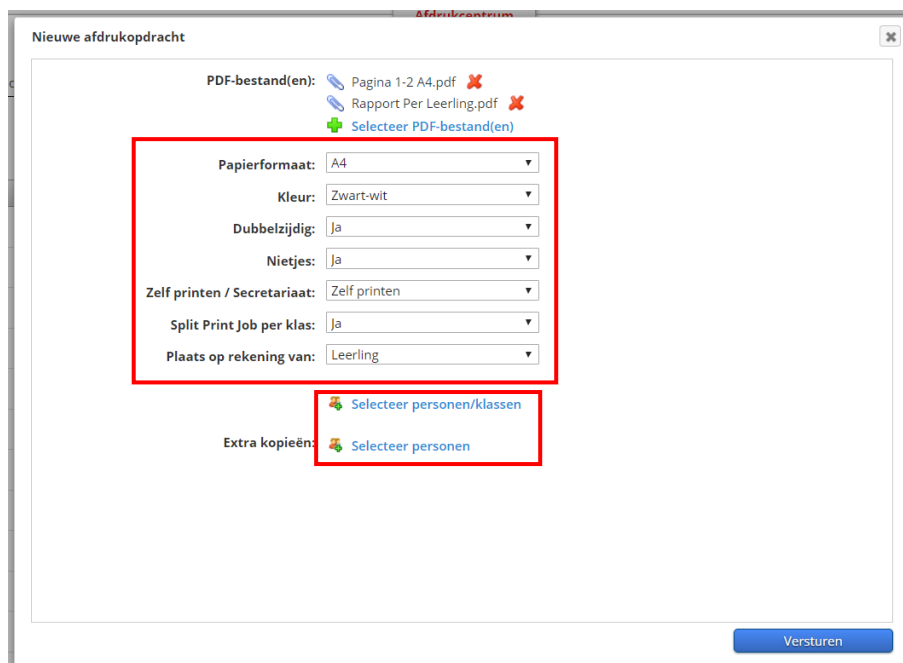 Afdrukcentrum
Nieuwe afdrukopdracht
PDF-bestand(en): Pagina 1-2 A4.pdf
Rapport Per Leerling.pdf
Selecteer PDF-bestand(en)
Papierformaat: A4
Kleur: Zwart-wit
Dubbelzijdig: Ja
Nietjes: Ja
Zelf printen / Secretariaat: Zelf printen
Split Print Job per klas: Ja
Plaats op rekening van: Leerling
Selecteer personen/klassen
Extra kopieën: Selecteer personen
Versturen